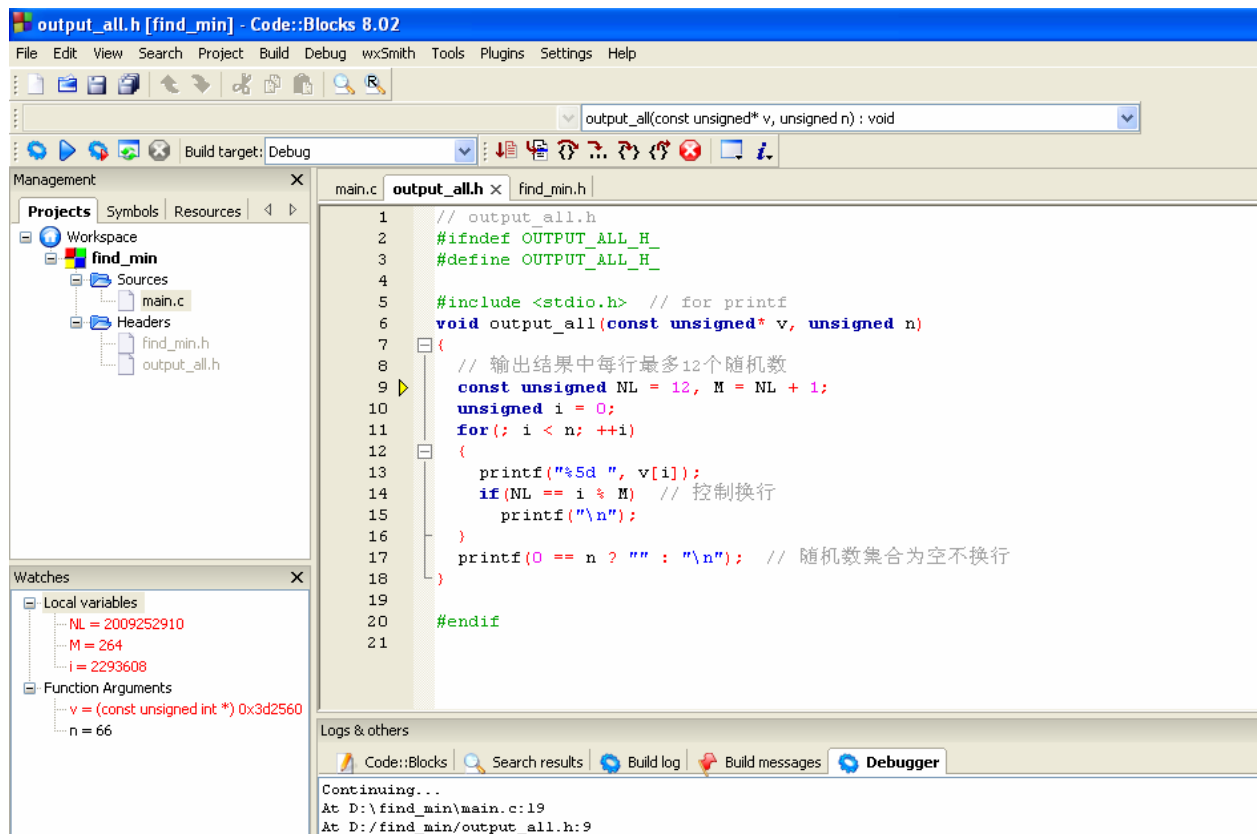 output_all.h [find_min] - Code::Blocks 8.02
File Edit View Search Project Build Debug wxSmith Tools Plugins Settings Help
output_all(const unsigned* v, unsigned n) : void
Build target: Debug
Management
Projects Symbols Resources
Workspace
find_min
Sources
main.c
Headers
find_min.h
output_all.h
Watches
Local variables
NL = 2009252910
M = 264
i = 2293608
Function Arguments
v = (const unsigned int *) 0x3d2560
n = 66
main.c output_all.h find_min.h
1 // output_all.h
2 #ifndef OUTPUT_ALL_H_
3 #define OUTPUT_ALL_H_
4
5 #include <stdio.h> // for printf
6 void output_all(const unsigned* v, unsigned n)
7 {
8 // 输出结果中每行最多12个随机数
9 const unsigned NL = 12, M = NL + 1;
10 unsigned i = 0;
11 for(; i < n; ++i)
12 {
13 printf("%5d ", v[i]);
14 if(NL == i % M) // 控制换行
15 printf("\n");
16 }
17 printf(0 == n ? "" : "\n"); // 随机数集合为空不换行
18 }
19
20 #endif
21
Logs & others
Code::Blocks Search results Build log Build messages Debugger
Continuing...
At D:\find_min\main.c:19
At D:/find_min/output_all.h:9